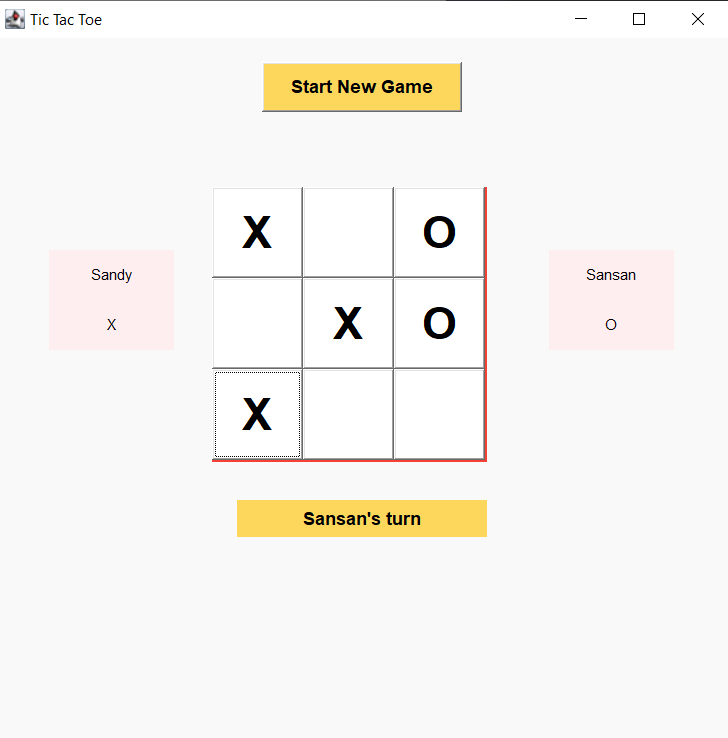 Tic Tac Toe
Start New Game
X O
Sandy Sansan
X O
X O
X
Sansan's turn